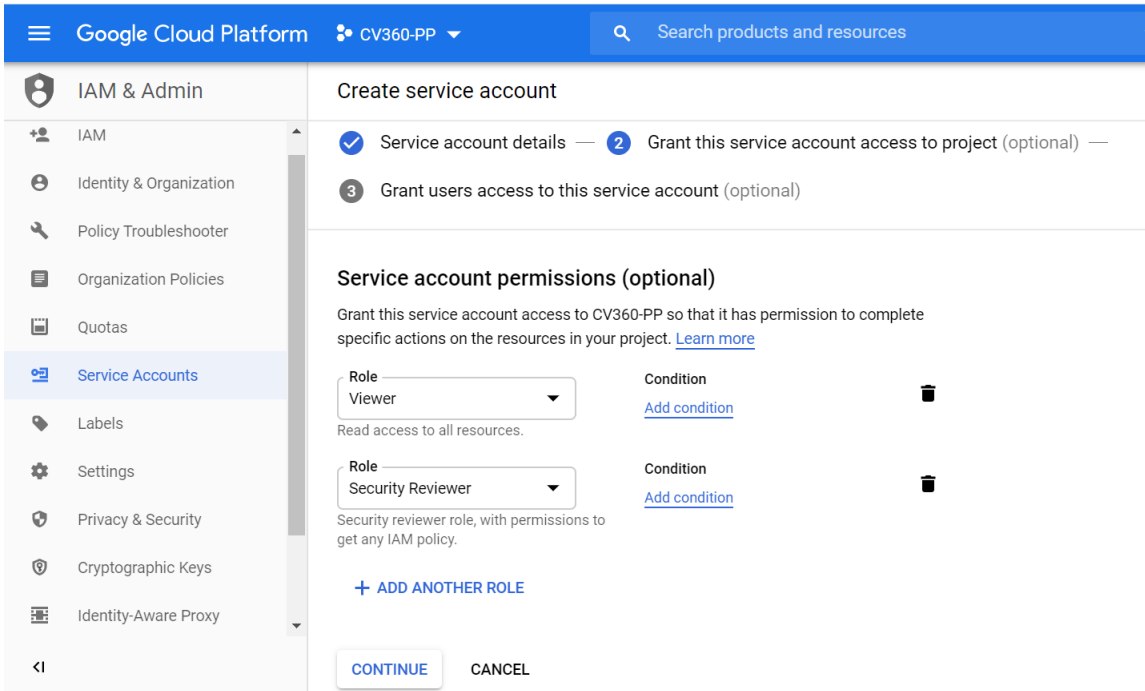 Google Cloud Platform
CV360-PP
Search products and resources
IAM & Admin
IAM
Identity & Organization
Policy Troubleshooter
Organization Policies
Quotas
Service Accounts
Labels
Settings
Privacy & Security
Cryptographic Keys
Identity-Aware Proxy
Create service account
Service account details — 2 Grant this service account access to project (optional) —
3 Grant users access to this service account (optional)
Service account permissions (optional)
Grant this service account access to CV360-PP so that it has permission to complete
specific actions on the resources in your project. Learn more
Role
Viewer
Read access to all resources.
Condition
Add condition
Role
Security Reviewer
Security reviewer role, with permissions to
get any IAM policy.
Condition
Add condition
+ ADD ANOTHER ROLE
CONTINUE
CANCEL